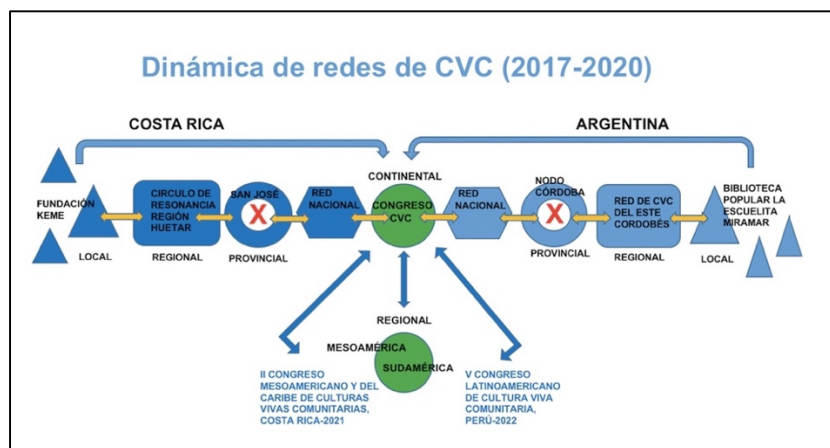 Dinámica de redes de CVC (2017-2020)
COSTA RICA
ARGENTINA
FUNDACIÓN
KEME
LOCAL
CIRCULO DE
RESONANCIA
REGIÓN
HUETAR
REGIONAL
SAN JOSÉ
X
PROVINCIAL
RED
NACIONAL
CONTINENTAL
CONGRESO
CVC
RED
NACIONAL
NODO
CÓRDOBA
X
PROVINCIAL
RED DE CVC
DEL ESTE
CORDOBÉS
REGIONAL
BIBLIOTECA
POPULAR LA
ESCUELITA
MIRAMAR
LOCAL
REGIONAL
MESOAMÉRICA
SUDAMÉRICA
II CONGRESO
MESOAMERICANO Y DEL
CARIBE DE CULTURAS
VIVAS COMUNITARIAS,
COSTA RICA-2021
V CONGRESO
LATINOAMERICANO
DE CULTURA VIVA
COMUNITARIA,
PERÚ-2022